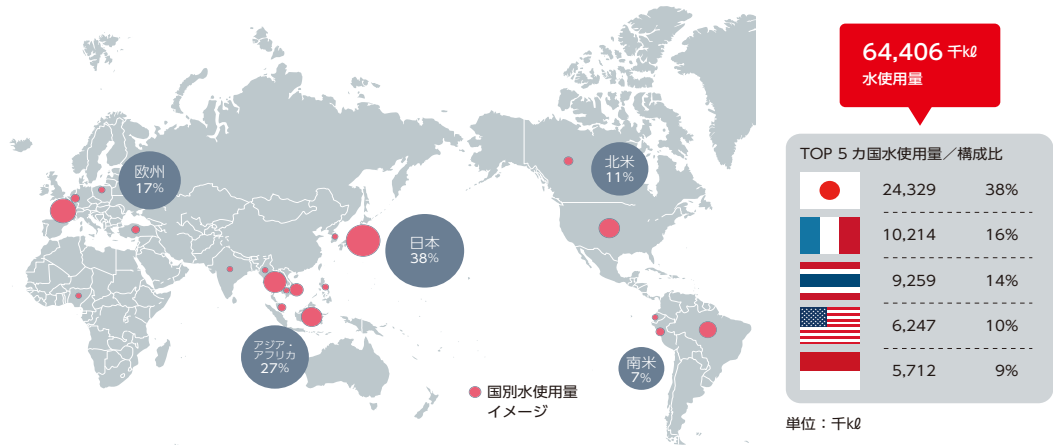 欧州
17%
日本
38%
アジア・
アフリカ
27%
北米
11%
南米
7%
国別水使用量
イメージ
64,406 千kℓ
水使用量
TOP 5 カ国水使用量／構成比
24,329 38%
10,214 16%
9,259 14%
6,247 10%
5,712 9%
単位：千kℓ